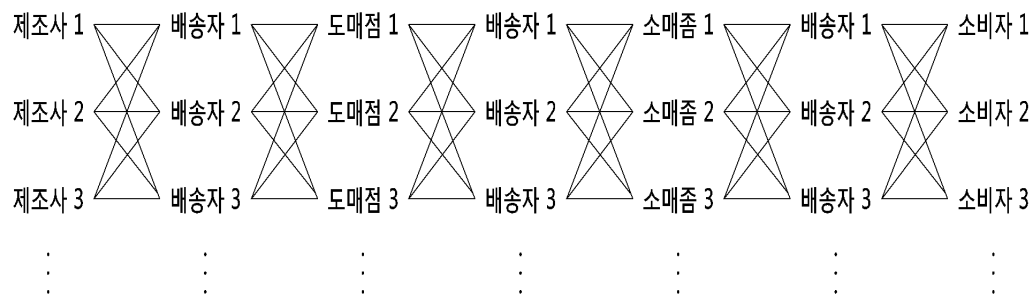 제조사 1 배송자 1 도매점 1 배송자 1 소매좀 1 배송자 1 소비자 1
제조사 2 배송자 2 도매점 2 배송자 2 소매좀 2 배송자 2 소비자 2
제조사 3 배송자 3 도매점 3 배송자 3 소매좀 3 배송자 3 소비자 3